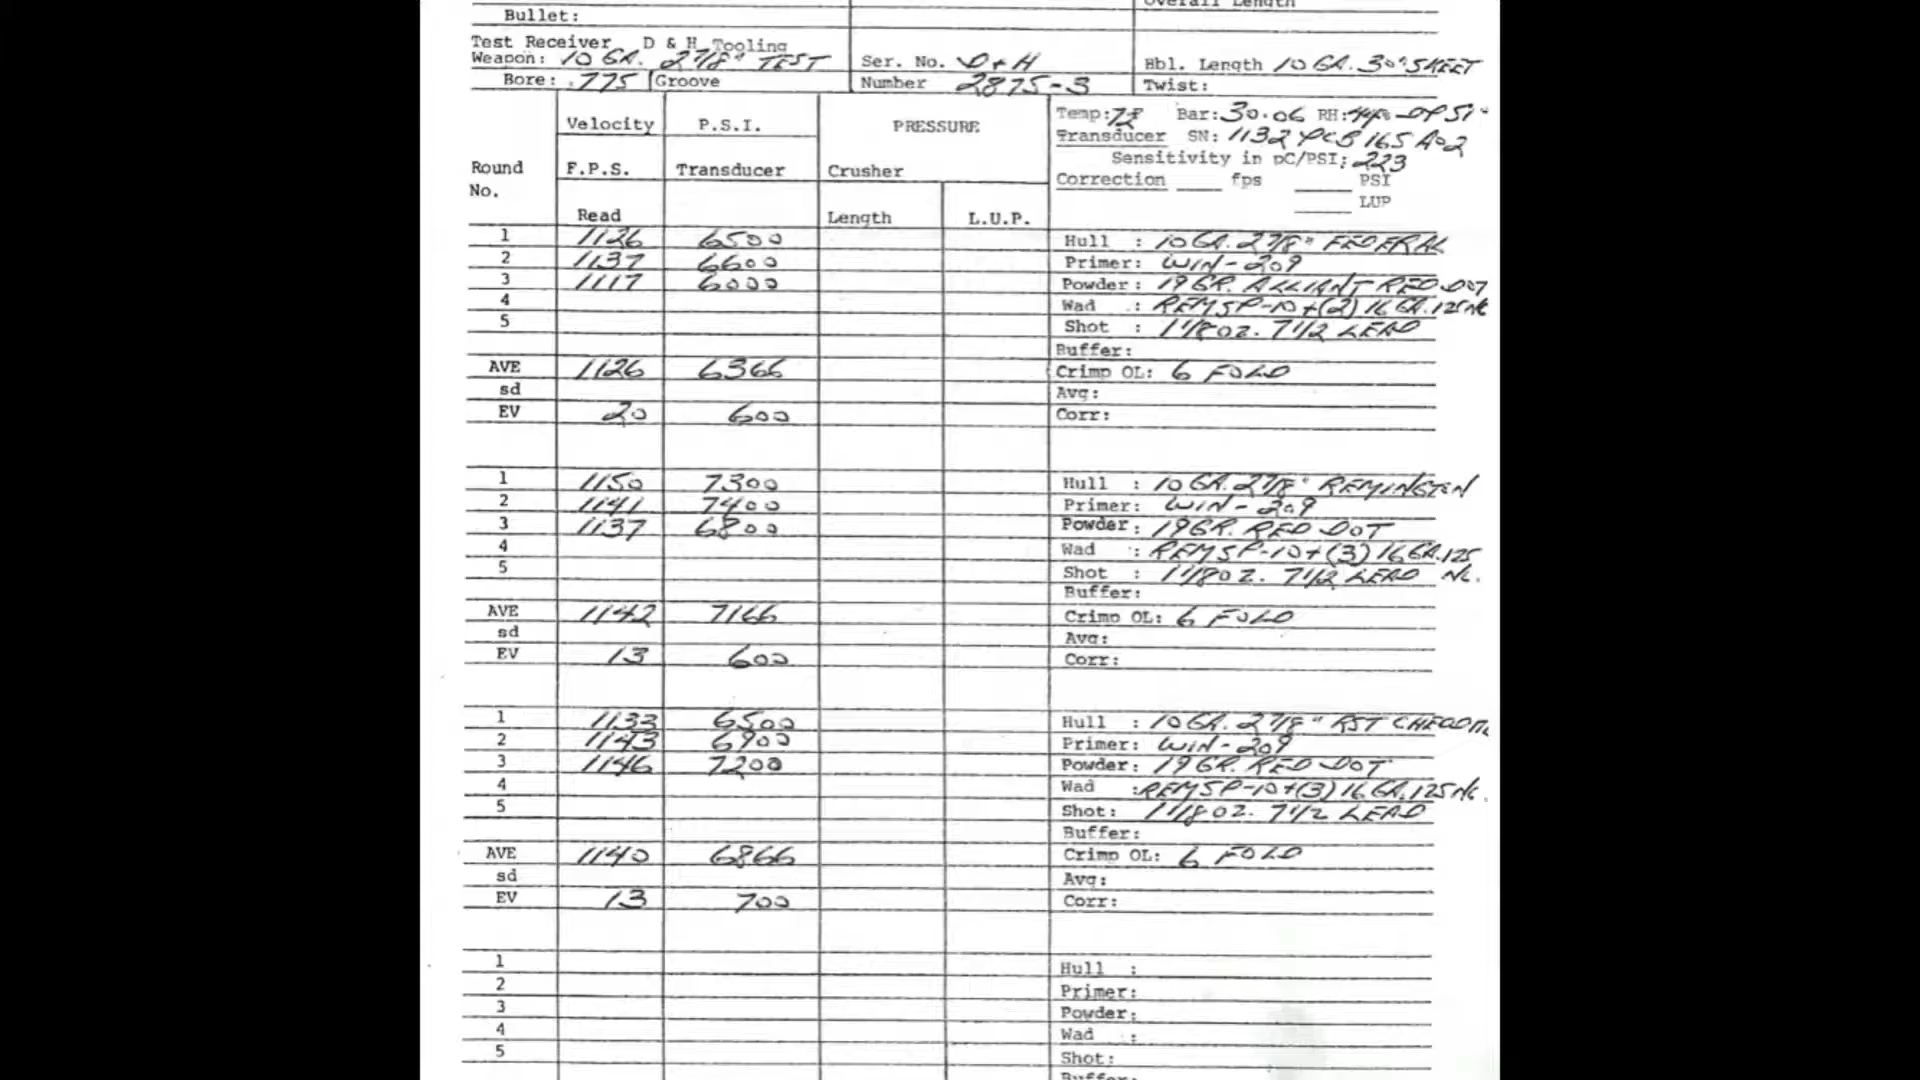 Overall Length
Bullet:
Test Receiver D & H Tooling
Weapon: 10 GA. 2 7/8" TEST Ser. No. D+H Bbl. Length 10 GA. 30" SKEET
Bore: .775 Groove Number 2875-3 Twist:
Velocity P.S.I. PRESSURE Temp: 72 Bar: 30.06 RH:
Transducer SN: 1132 PCB 165 A02
Sensitivity in pC/PSI: .223
Round F.P.S. Transducer Crusher
Correction ____ fps ____ PSI
No.
____ LUP
Read Length L.U.P.
1 1126 6500 Hull : 10 GA. 2 7/8" FEDERAL
2 1137 6600 Primer: WIN-209
3 1117 6000 Powder: 19 GR. ALLIANT RED DOT
4 Wad : REM SP-10 + (2) 16 GA. .125 NC
5 Shot : 1 1/8 OZ. 7 1/2 LEAD
Buffer:
AVE 1126 6366 Crimp OL: 6 FOLD
sd Avg:
EV 20 600 Corr:
1 1150 7300 Hull : 10 GA. 2 7/8" REMINGTON
2 1141 7400 Primer: WIN-209
3 1137 6800 Powder: 19 GR. RED DOT
4 Wad : REM SP-10 + (3) 16 GA. .125
5 Shot : 1 1/8 OZ. 7 1/2 LEAD NC.
Buffer:
AVE 1142 7166 Crimp OL: 6 FOLD
sd Avg:
EV 13 600 Corr:
1 1133 6500 Hull : 10 GA. 2 7/8" RST
2 1143 6900 Primer: WIN-209
3 1146 7200 Powder: 19 GR. RED DOT
4 Wad : REM SP-10 + (3) 16 GA. .125 NC.
5 Shot: 1 1/8 OZ. 7 1/2 LEAD
Buffer:
AVE 1140 6866 Crimp OL: 6 FOLD
sd Avg:
EV 13 700 Corr:
1 Hull :
2 Primer:
3 Powder:
4 Wad :
5 Shot:
Buffer: